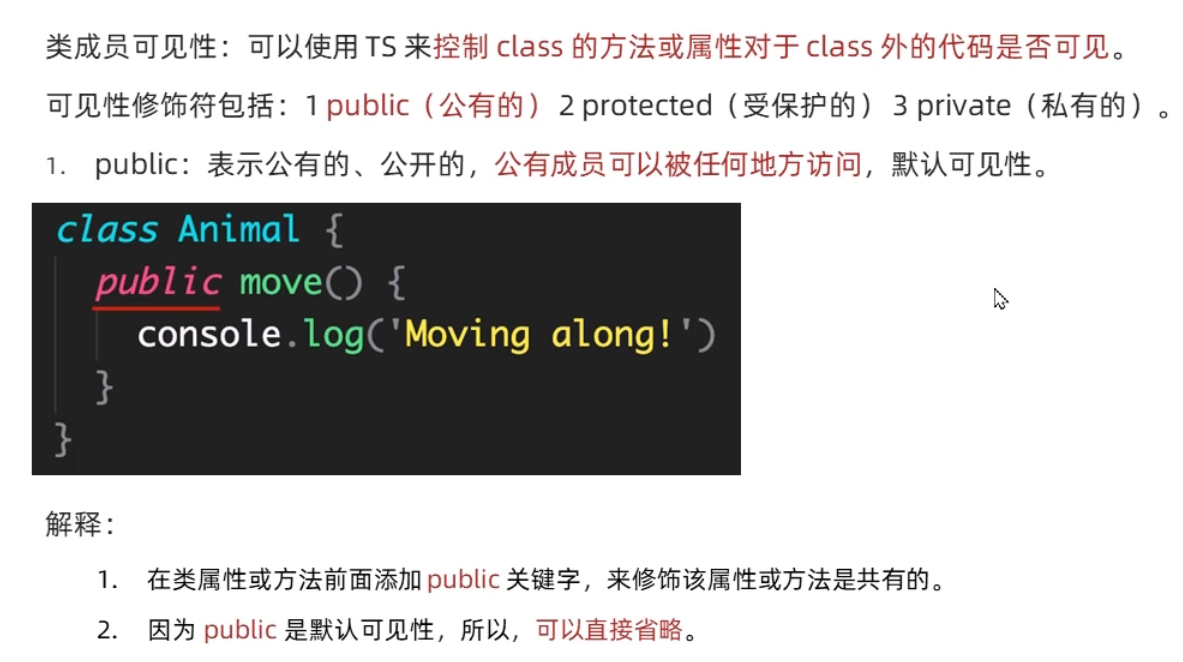 类成员可见性：可以使用 TS 来控制 class 的方法或属性对于 class 外的代码是否可见。
可见性修饰符包括：1 public（公有的） 2 protected（受保护的） 3 private（私有的）。
1. public：表示公有的、公开的，公有成员可以被任何地方访问，默认可见性。
class Animal {
public move() {
console.log('Moving along!')
}
}
解释：
1. 在类属性或方法前面添加 public 关键字，来修饰该属性或方法是共有的。
2. 因为 public 是默认可见性，所以，可以直接省略。